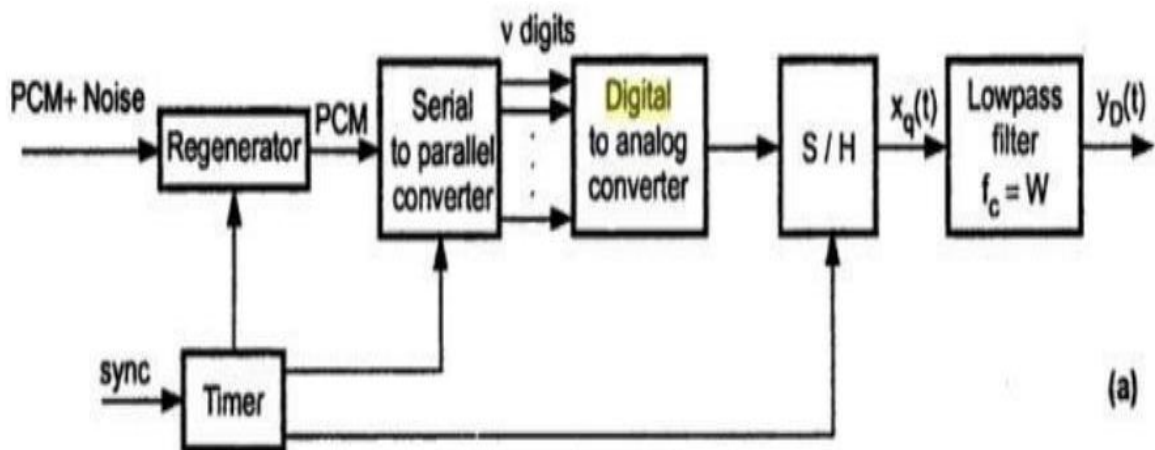 v digits
PCM+ Noise
Regenerator
PCM
Serial
to parallel
converter
Digital
to analog
converter
S / H
x_q(t)
Lowpass
filter
f_c = W
y_D(t)
sync
Timer
(a)